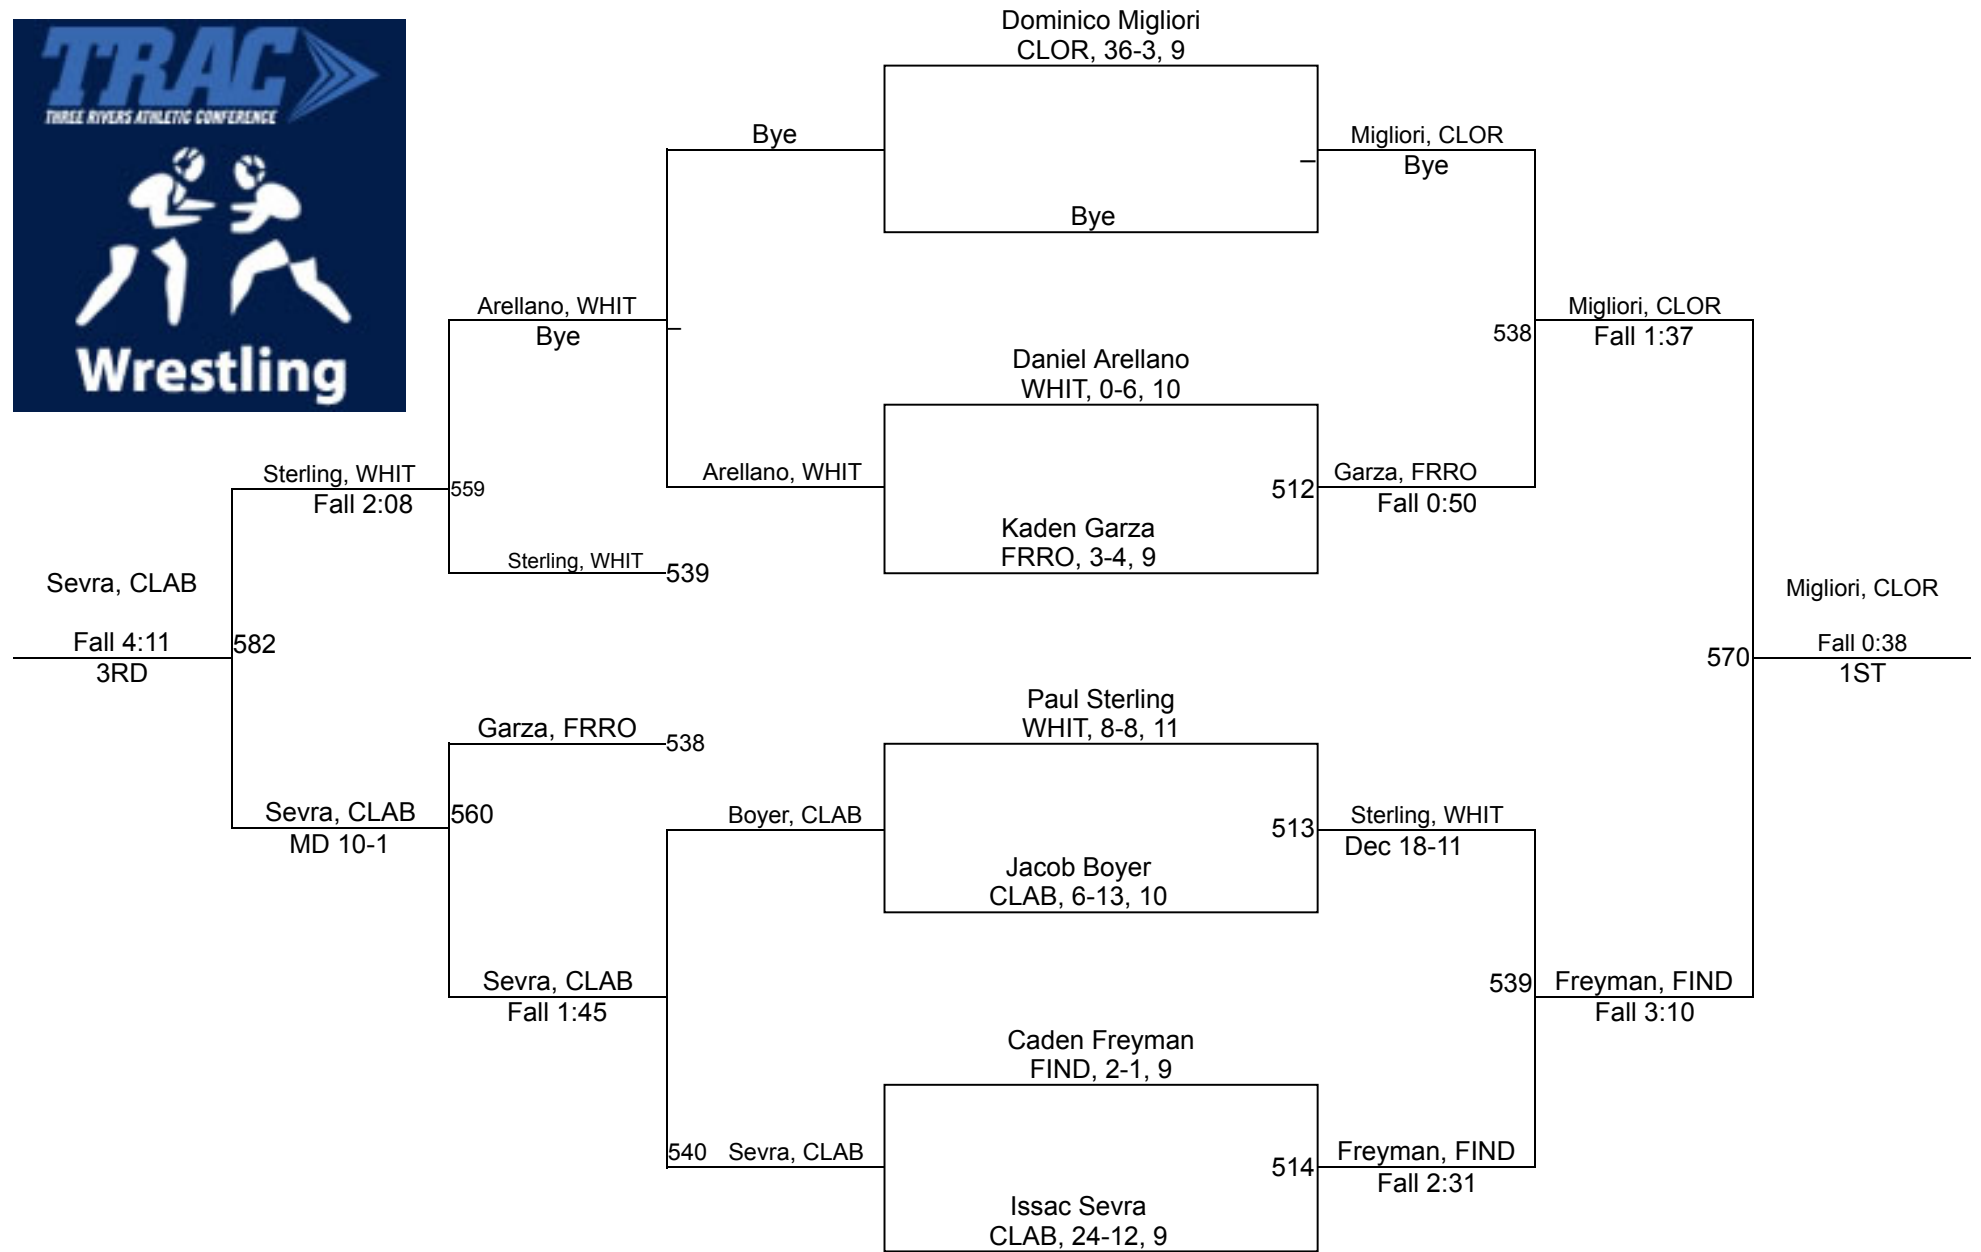 TRAC
THREE RIVERS ATHLETIC CONFERENCE
Wrestling
Dominico Migliori
CLOR, 36-3, 9
Bye
Migliori, CLOR
Bye
Bye
Arellano, WHIT
Bye
538
Migliori, CLOR
Fall 1:37
Daniel Arellano
WHIT, 0-6, 10
Arellano, WHIT
512
Garza, FRRO
Fall 0:50
Kaden Garza
FRRO, 3-4, 9
Sterling, WHIT
Fall 2:08
559
Sterling, WHIT
539
Sevra, CLAB
Fall 4:11
3RD
582
Migliori, CLOR
570
Fall 0:38
1ST
Garza, FRRO
538
Paul Sterling
WHIT, 8-8, 11
Sevra, CLAB
MD 10-1
560
Boyer, CLAB
513
Sterling, WHIT
Dec 18-11
Jacob Boyer
CLAB, 6-13, 10
Sevra, CLAB
Fall 1:45
539
Freyman, FIND
Fall 3:10
Caden Freyman
FIND, 2-1, 9
540
Sevra, CLAB
514
Freyman, FIND
Fall 2:31
Issac Sevra
CLAB, 24-12, 9